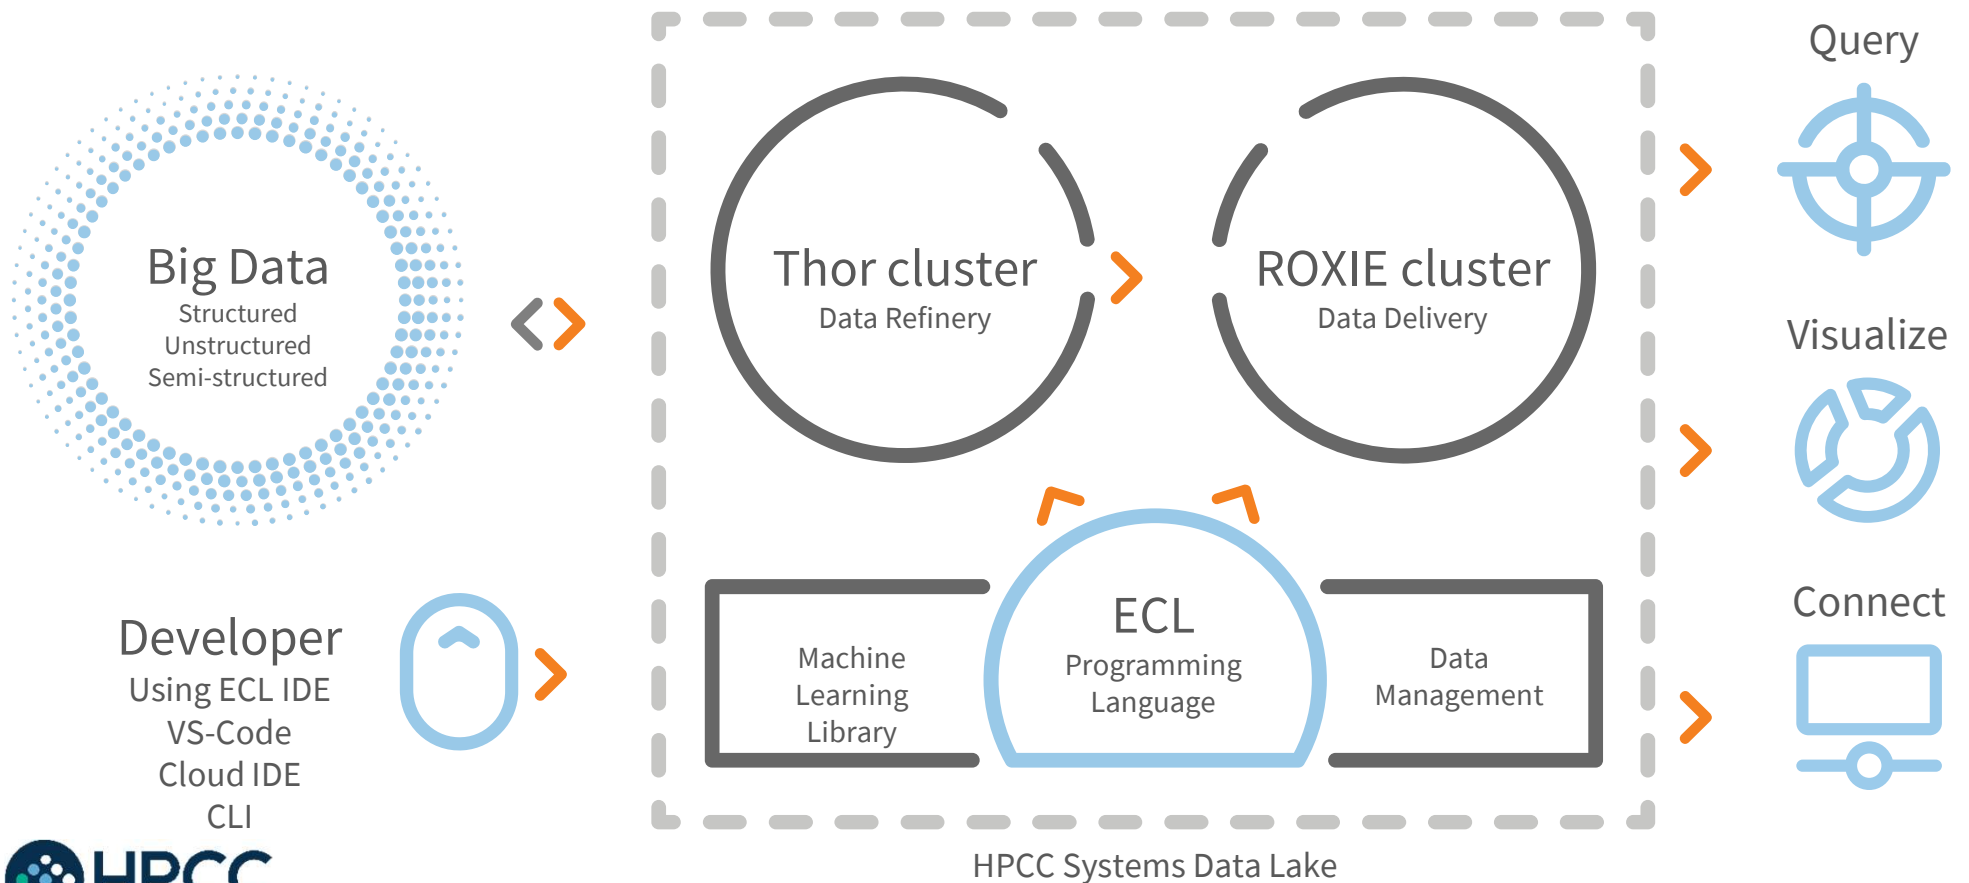 Big Data
Structured
Unstructured
Semi-structured
Developer
Using ECL IDE
VS-Code
Cloud IDE
CLI
HPCC
Thor cluster
Data Refinery
ROXIE cluster
Data Delivery
Machine
Learning
Library
ECL
Programming
Language
Data
Management
HPCC Systems Data Lake
Query
Visualize
Connect